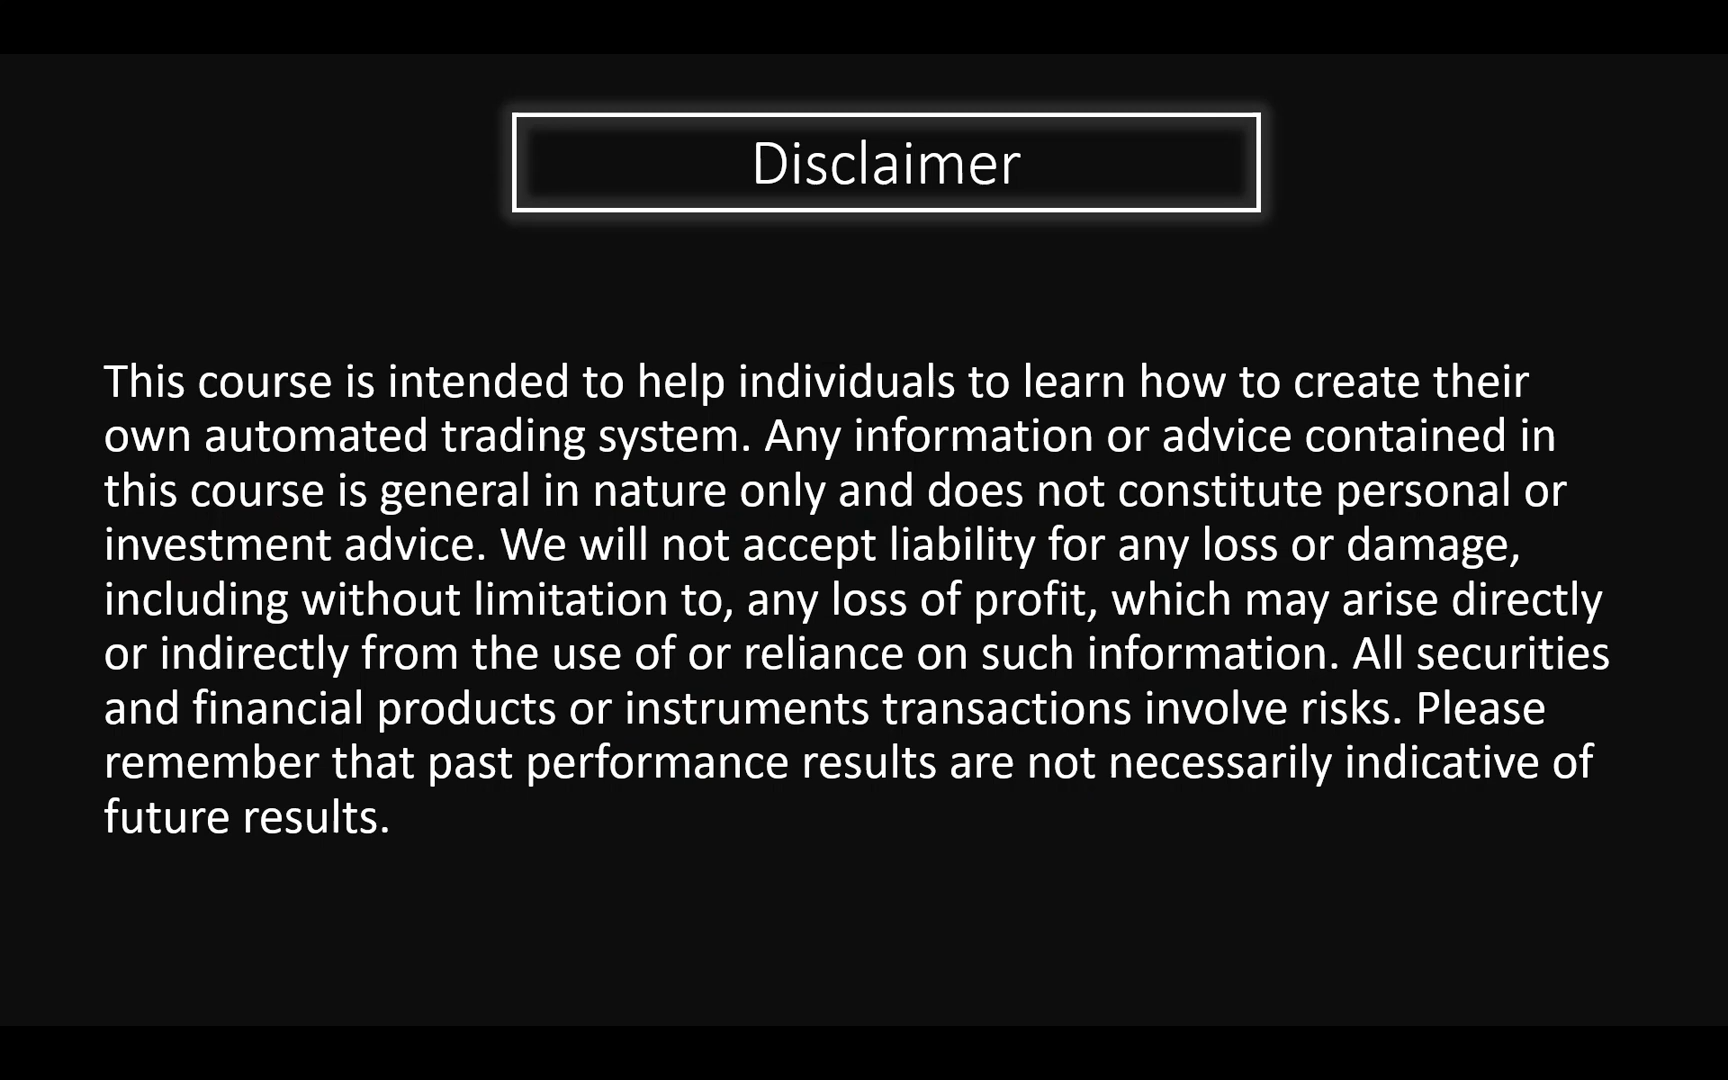 Disclaimer
This course is intended to help individuals to learn how to create their
own automated trading system. Any information or advice contained in
this course is general in nature only and does not constitute personal or
investment advice. We will not accept liability for any loss or damage,
including without limitation to, any loss of profit, which may arise directly
or indirectly from the use of or reliance on such information. All securities
and financial products or instruments transactions involve risks. Please
remember that past performance results are not necessarily indicative of
future results.